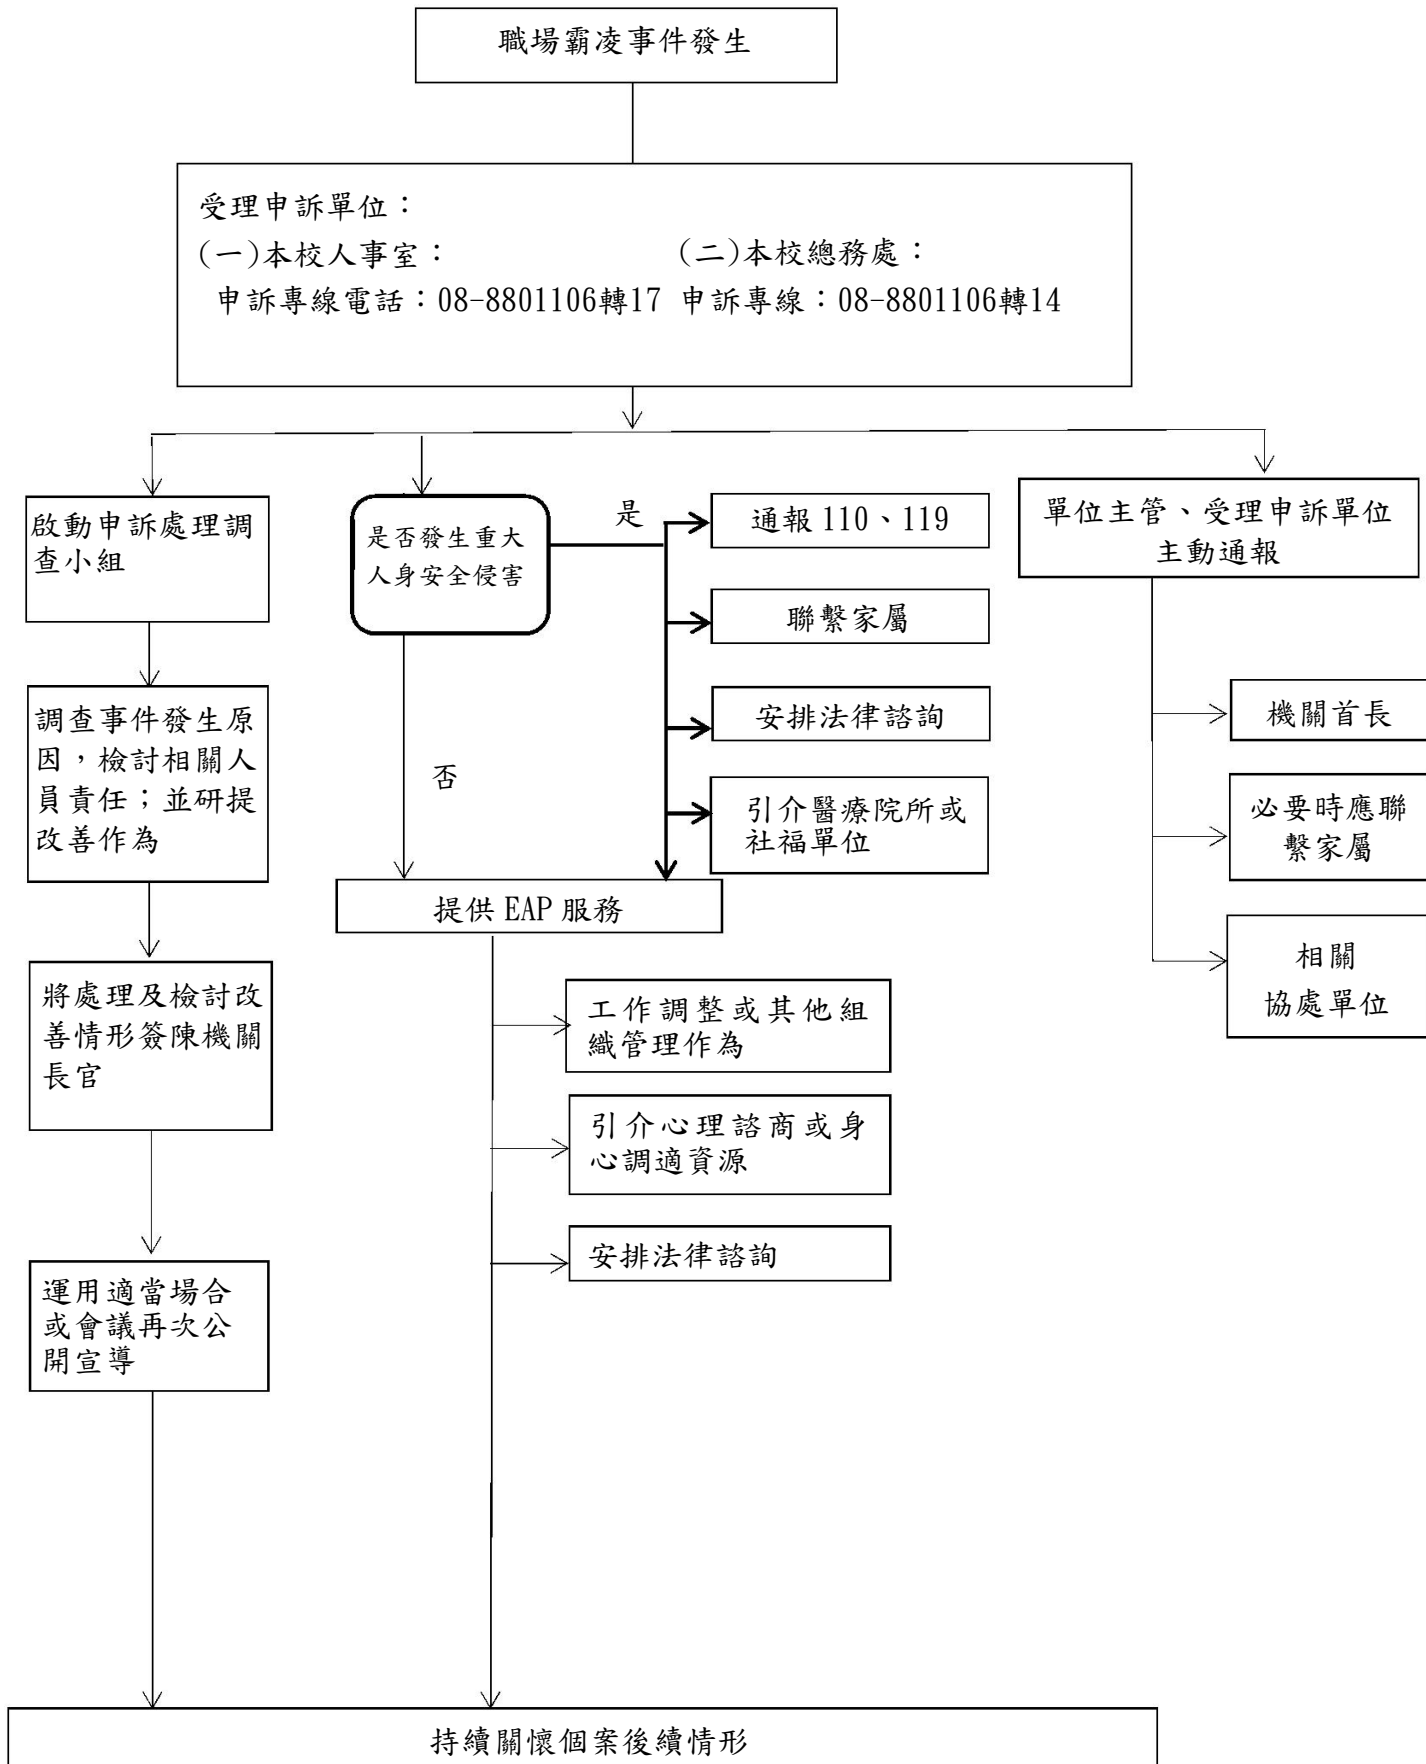 職場霸凌事件發生
受理申訴單位：
(一)本校人事室： (二)本校總務處：
申訴專線電話：08-8801106轉17 申訴專線：08-8801106轉14
啟動申訴處理調
查小組
調查事件發生原
因，檢討相關人
員責任；並研提
改善作為
將處理及檢討改
善情形簽陳機關
長官
運用適當場合
或會議再次公
開宣導
是否發生重大
人身安全侵害
是
否
通報 110、119
聯繫家屬
安排法律諮詢
引介醫療院所或
社福單位
提供 EAP 服務
工作調整或其他組
織管理作為
引介心理諮商或身
心調適資源
安排法律諮詢
單位主管、受理申訴單位
主動通報
機關首長
必要時應聯
繫家屬
相關
協處單位
持續關懷個案後續情形